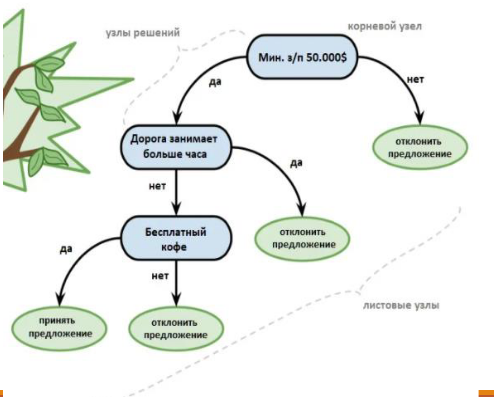 узлы решений
корневой узел
Мин. з/п 50.000$
да
нет
Дорога занимает
больше часа
отклонить
предложение
да
нет
Бесплатный
кофе
отклонить
предложение
да
нет
листовые узлы
принять
предложение
отклонить
предложение